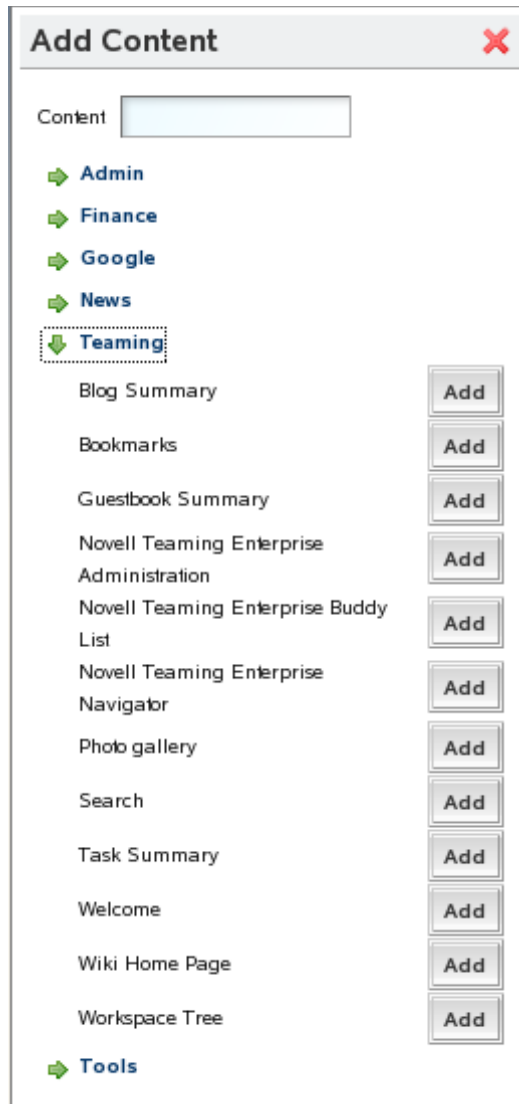 Add Content
Content
Admin
Finance
Google
News
Teaming
Blog Summary Add
Bookmarks Add
Guestbook Summary Add
Novell Teaming Enterprise
Administration Add
Novell Teaming Enterprise Buddy
List Add
Novell Teaming Enterprise
Navigator Add
Photo gallery Add
Search Add
Task Summary Add
Welcome Add
Wiki Home Page Add
Workspace Tree Add
Tools